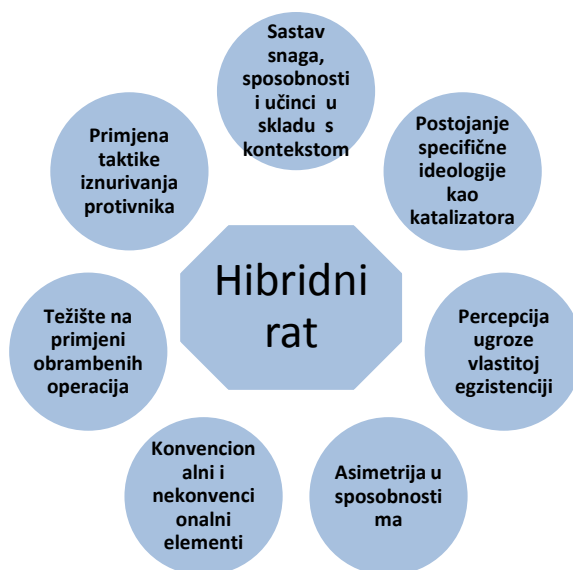 Sastav
snaga,
sposobnosti
i učinci u
skladu s
kontekstom
Postojanje
specifične
ideologije
kao
katalizatora
Percepcija
ugroze
vlastitoj
egzistenciji
Asimetrija u
sposobnosti
ma
Konvencion
alni i
nekonvenci
onalni
elementi
Težište na
primjeni
obrambenih
operacija
Primjena
taktike
iznurivanja
protivnika
Hibridni
rat